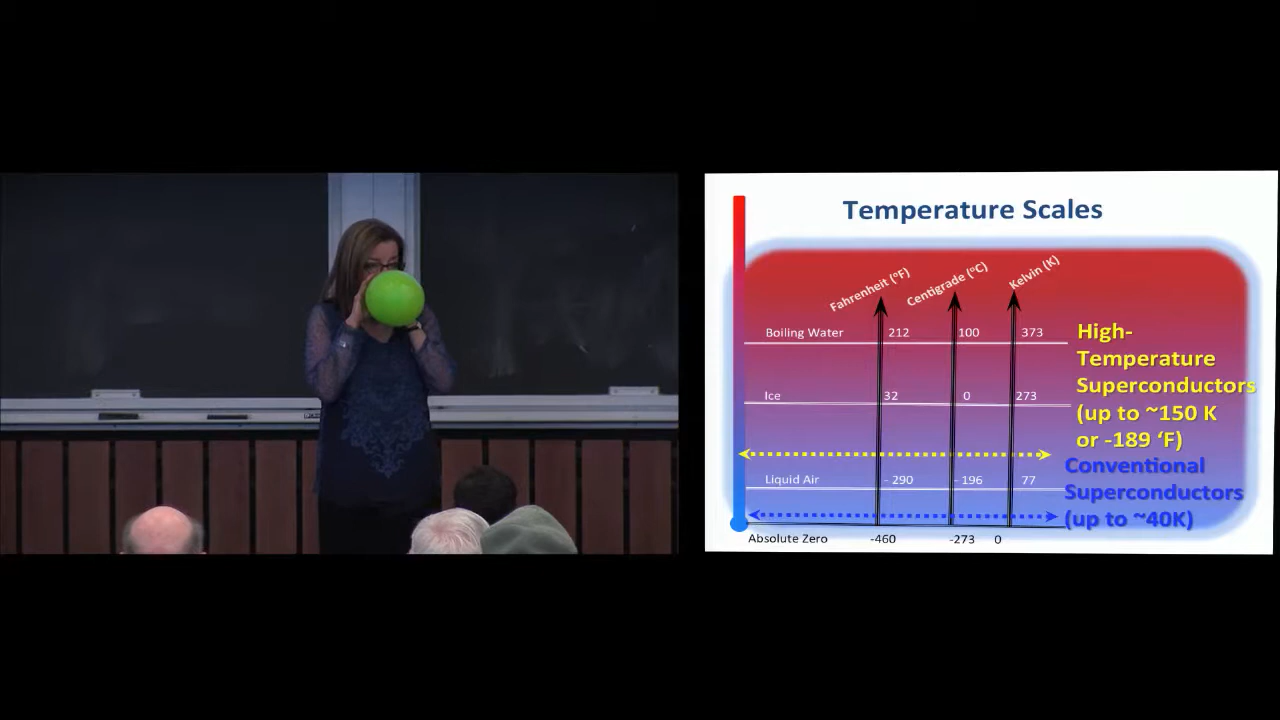 Temperature Scales
Fahrenheit (°F) Centigrade (°C) Kelvin (K)
Boiling Water 212 100 373
Ice 32 0 273
Liquid Air - 290 - 196 77
Absolute Zero -460 -273 0
High-
Temperature
Superconductors
(up to ~150 K
or -189 ‘F)
Conventional
Superconductors
(up to ~40K)